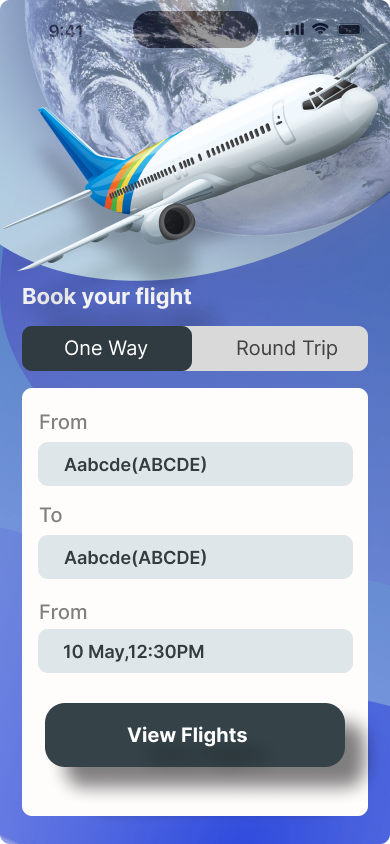 9:41
Book your flight
One Way Round Trip
From
Aabcde(ABCDE)
To
Aabcde(ABCDE)
From
10 May,12:30PM
View Flights